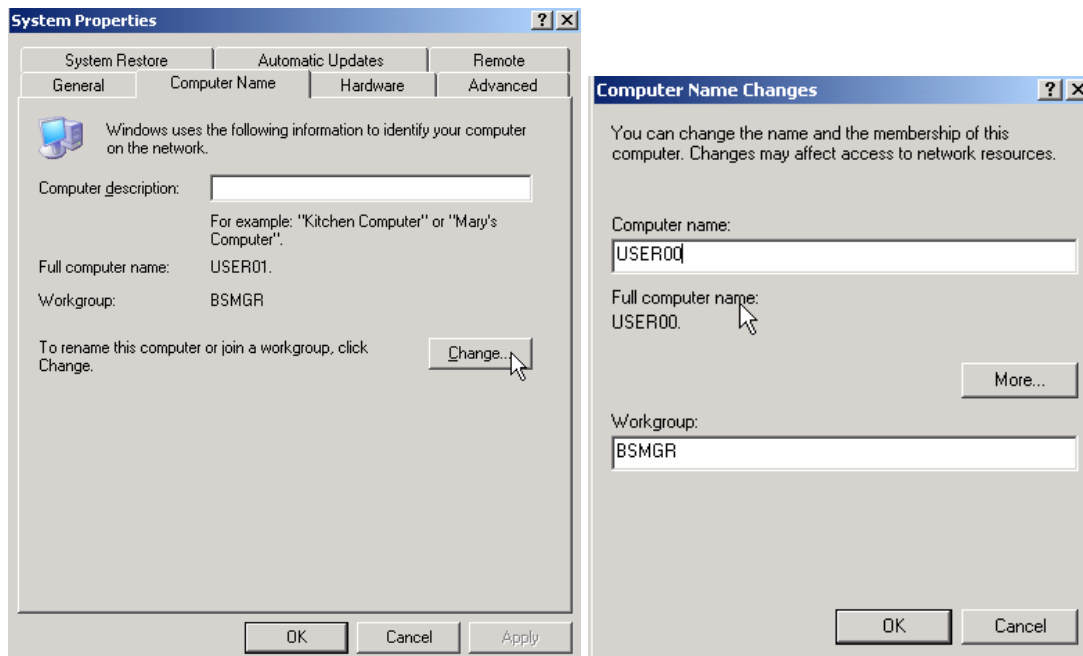 System Properties
System Restore
Automatic Updates
Remote
General
Computer Name
Hardware
Advanced
Windows uses the following information to identify your computer
on the network.
Computer description:
For example: "Kitchen Computer" or "Mary's
Computer".
Full computer name:
USER01.
Workgroup:
BSMGR
To rename this computer or join a workgroup, click
Change.
Change...
OK
Cancel
Apply
Computer Name Changes
You can change the name and the membership of this
computer. Changes may affect access to network resources.
Computer name:
USER00
Full computer name:
USER00.
More...
Workgroup:
BSMGR
OK
Cancel